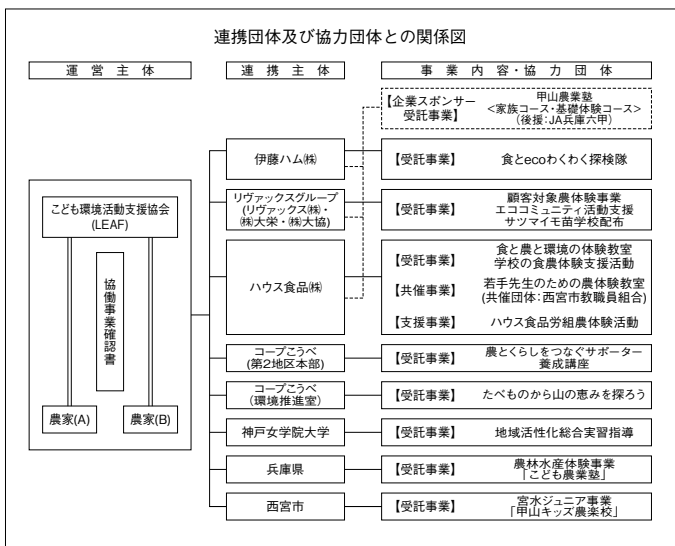 連携団体及び協力団体との関係図
運営主体
連携主体
事業内容・協力団体
こども環境活動支援協会
(LEAF)
協働事業確認書
農家(A)
農家(B)
【企業スポンサー
受託事業】
甲山農業塾
<家族コース・基礎体験コース>
(後援:JA兵庫六甲)
伊藤ハム㈱
【受託事業】
食とecoわくわく探検隊
リヴァックスグループ
(リヴァックス㈱・
㈱大栄・㈱大協)
【受託事業】
顧客対象農体験事業
エココミュニティ活動支援
サツマイモ苗学校配布
ハウス食品㈱
【受託事業】
食と農と環境の体験教室
学校の食農体験支援活動
【共催事業】
若手先生のための農体験教室
(共催団体:西宮市教職員組合)
【支援事業】
ハウス食品労組農体験活動
コープこうべ
(第2地区本部)
【受託事業】
農とくらしをつなぐサポーター
養成講座
コープこうべ
(環境推進室)
【受託事業】
たべものから山の恵みを探ろう
神戸女学院大学
【受託事業】
地域活性化総合実習指導
兵庫県
【受託事業】
農林水産体験事業
「こども農業塾」
西宮市
【受託事業】
宮水ジュニア事業
「甲山キッズ農楽校」